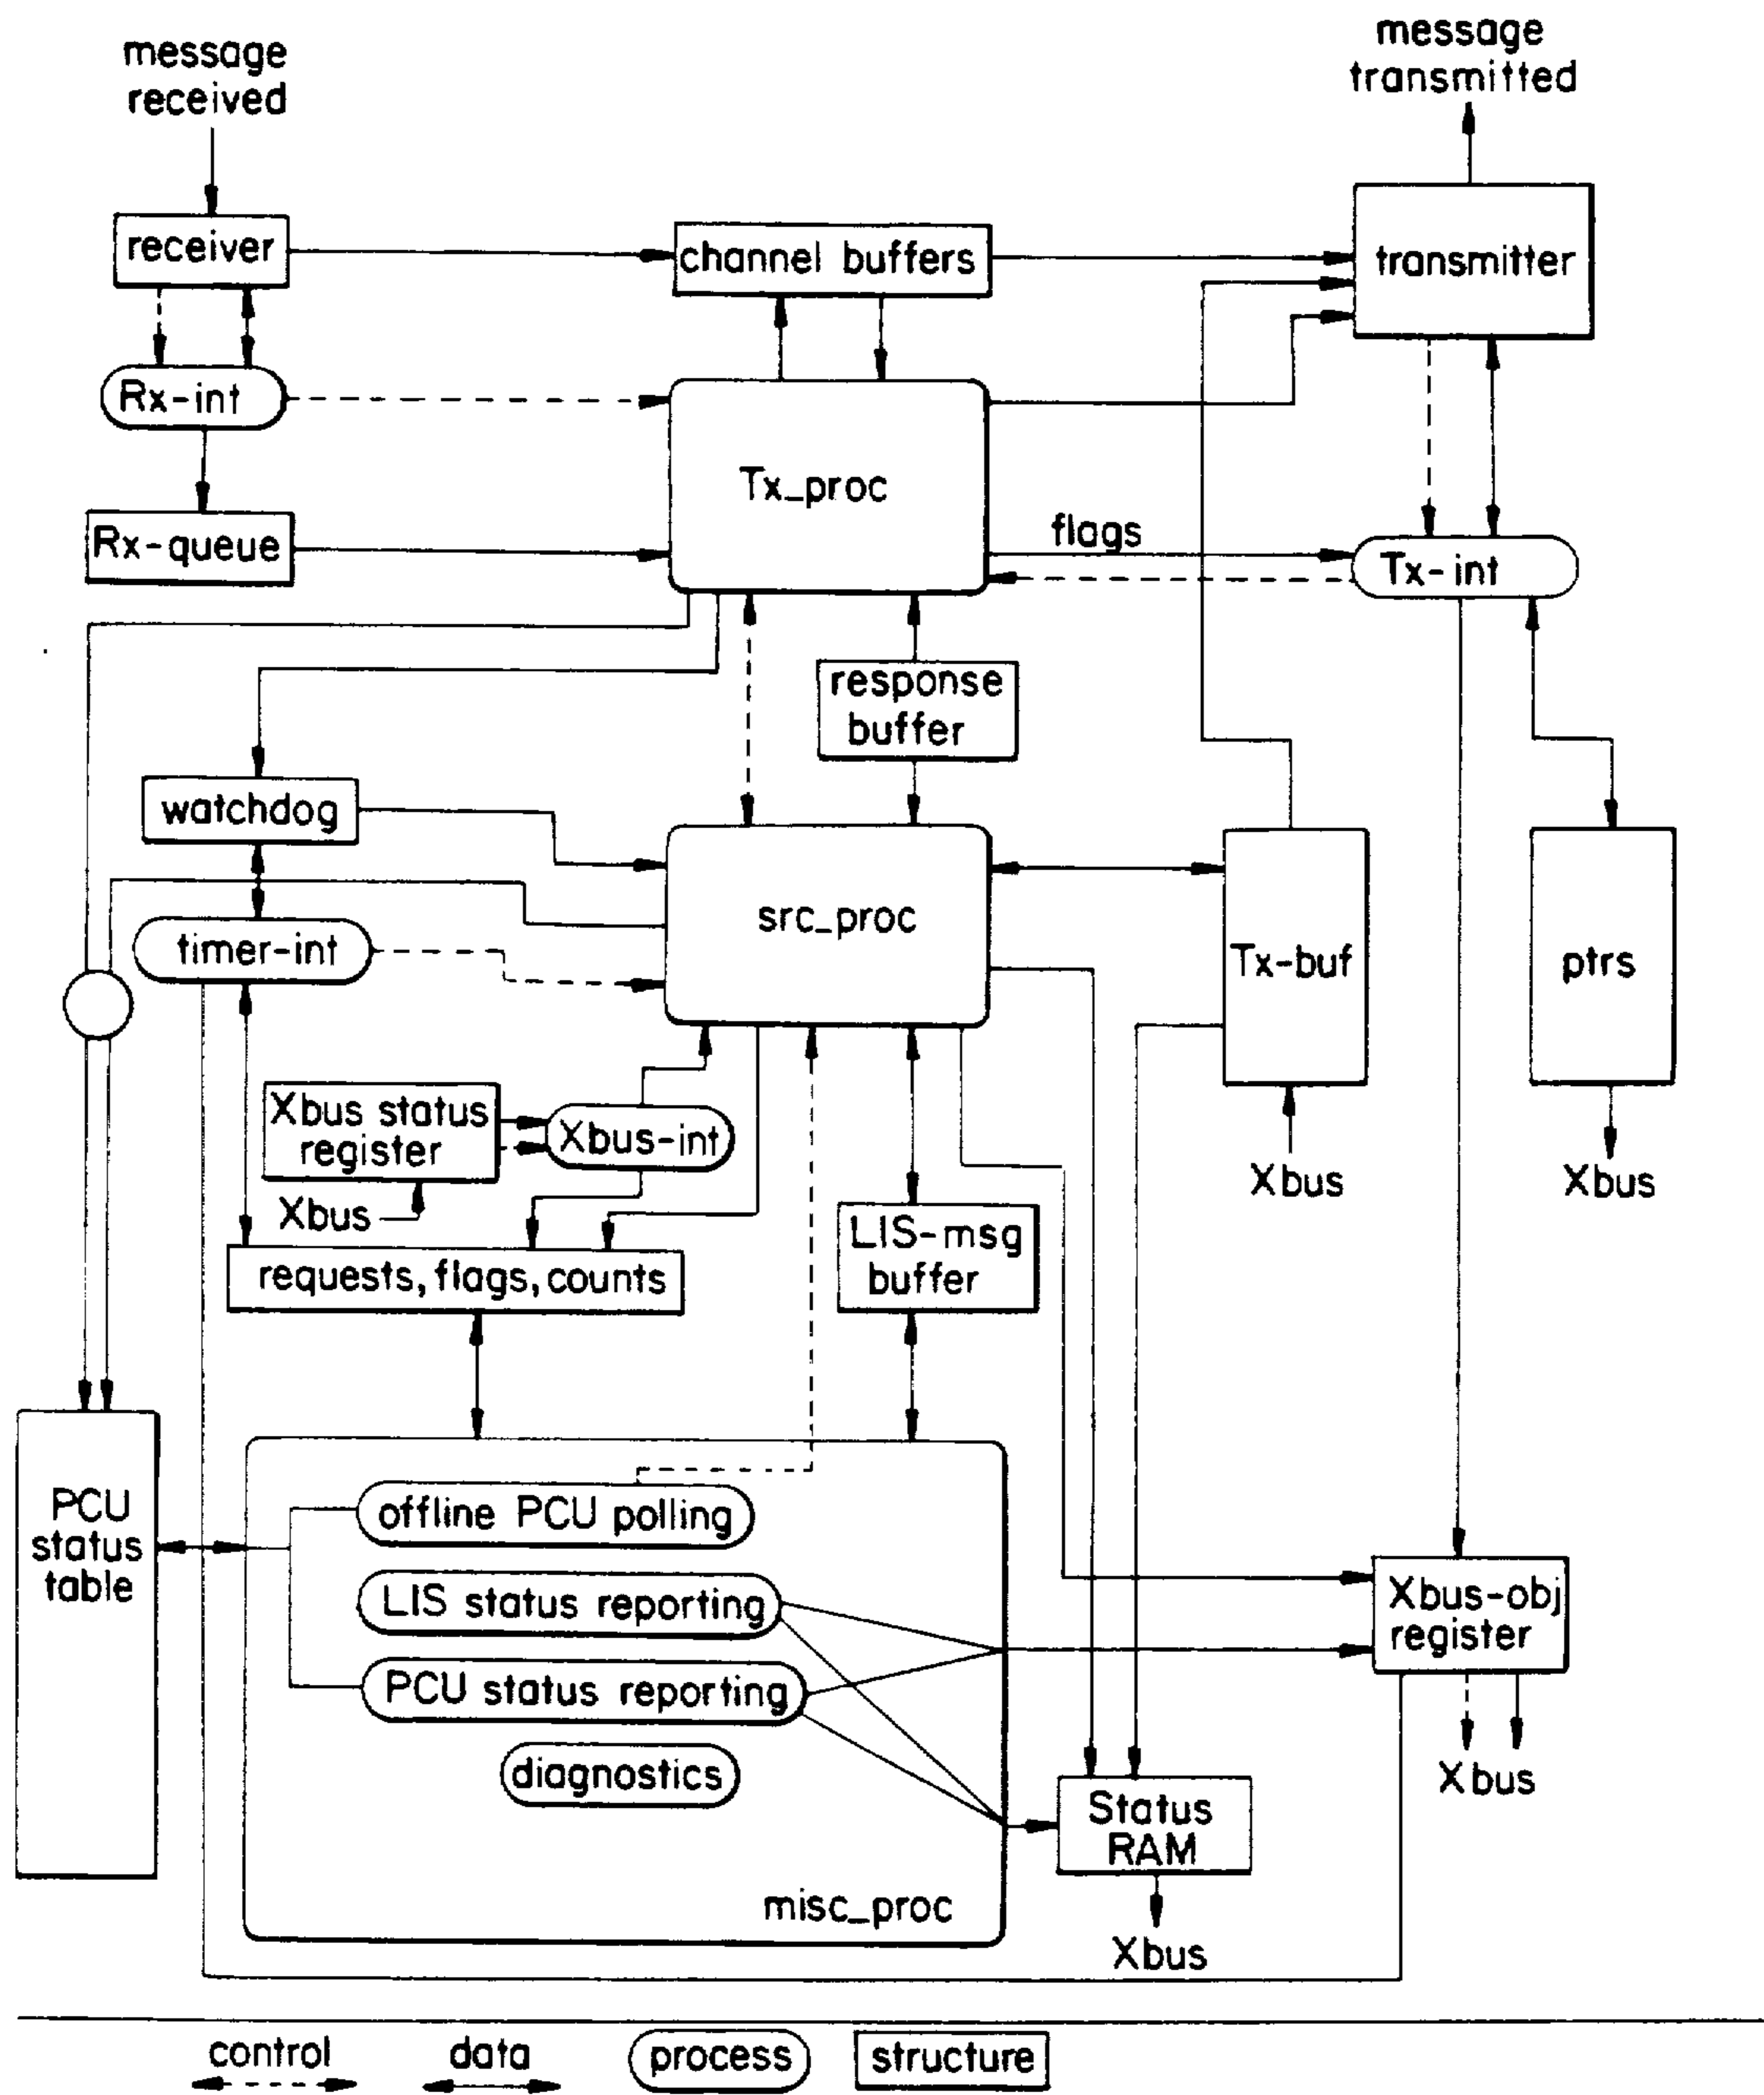 message
received
message
transmitted
receiver
channel buffers
transmitter
Rx-int
Tx_proc
Rx-queue
flags
Tx-int
response
buffer
watchdog
src_proc
timer-int
Tx-buf
ptrs
Xbus status
register
Xbus-int
Xbus
Xbus
Xbus
LIS-msg
buffer
requests, flags, counts
PCU
status
table
offline PCU polling
LIS status reporting
Xbus-obj
register
PCU status reporting
diagnostics
Xbus
Status
RAM
misc_proc
Xbus
control
data
process
structure